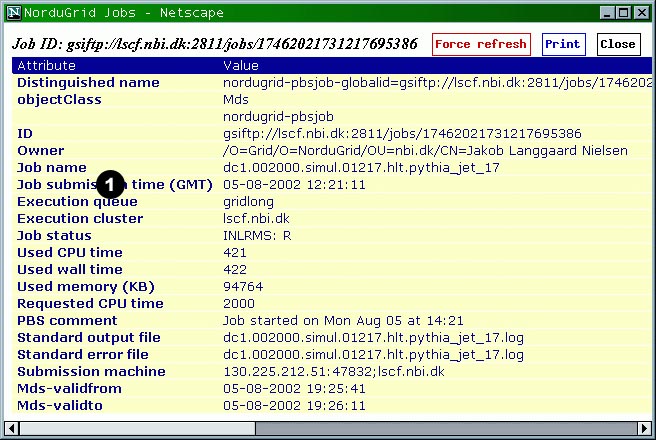 NorduGrid Jobs - Netscape
Job ID: gsiftp://lscf.nbi.dk:2811/jobs/17462021731217695386 Force refresh Print Close
Attribute Value
Distinguished name nordugrid-pbsjob-globalid=gsiftp://lscf.nbi.dk:2811/jobs/1746202
objectClass Mds
nordugrid-pbsjob
ID gsiftp://lscf.nbi.dk:2811/jobs/17462021731217695386
Owner /O=Grid/O=NorduGrid/OU=nbi.dk/CN=Jakob Langgaard Nielsen
Job name dc1.002000.simul.01217.hlt.pythia_jet_17
Job time (GMT) 05-08-2002 12:21:11
1
Execution queue gridlong
Execution cluster lscf.nbi.dk
Job status INLRMS: R
Used CPU time 421
Used wall time 422
Used memory (KB) 94764
Requested CPU time 2000
PBS comment Job started on Mon Aug 05 at 14:21
Standard output file dc1.002000.simul.01217.hlt.pythia_jet_17.log
Standard error file dc1.002000.simul.01217.hlt.pythia_jet_17.log
Submission machine 130.225.212.51:47832;lscf.nbi.dk
Mds-validfrom 05-08-2002 19:25:41
Mds-validto 05-08-2002 19:26:11